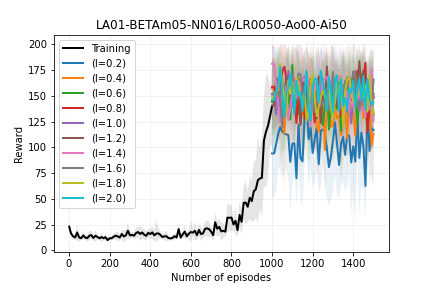 LA01-BETAm05-NN016/LR0050-Ao00-Ai50
Reward
200
175
150
125
100
75
50
25
0
Training
(l=0.2)
(l=0.4)
(l=0.6)
(l=0.8)
(l=1.0)
(l=1.2)
(l=1.4)
(l=1.6)
(l=1.8)
(l=2.0)
0 200 400 600 800 1000 1200 1400
Number of episodes